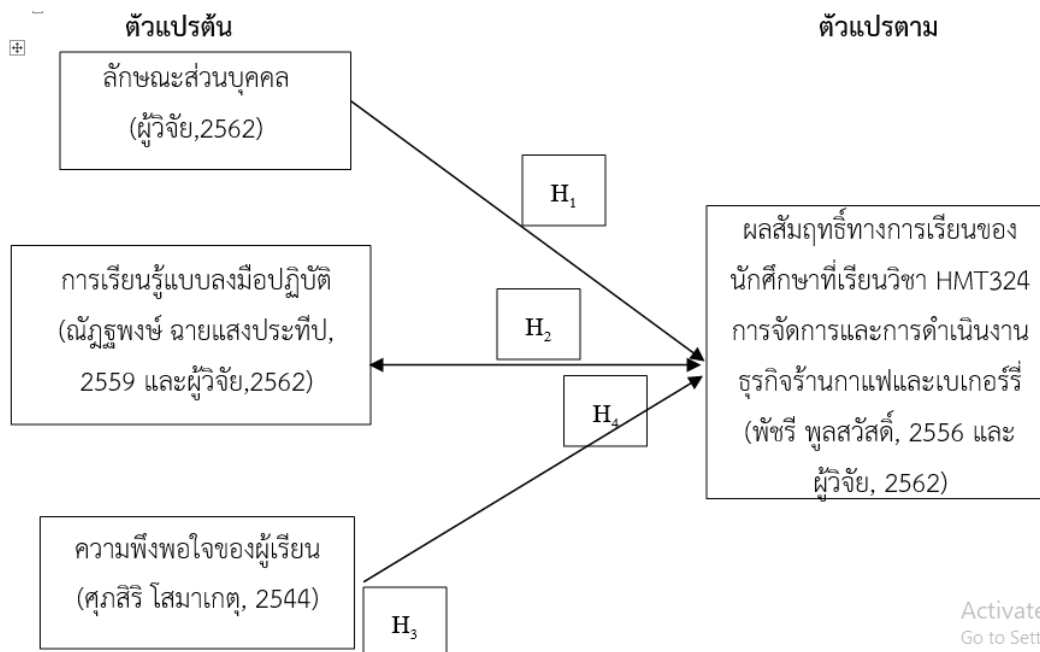 ตัวแปรต้น
ตัวแปรตาม
ลักษณะส่วนบุคคล
(ผู้วิจัย,2562)
H1
การเรียนรู้แบบลงมือปฏิบัติ
(ณัฏฐพงษ์ ฉายแสงประทีป,
2559 และผู้วิจัย,2562)
H2
ผลสัมฤทธิ์ทางการเรียนของ
นักศึกษาที่เรียนวิชา HMT324
การจัดการและการดำเนินงาน
ธุรกิจร้านกาแฟและเบเกอร์รี่
(พัชรี พูลสวัสดิ์, 2556 และ
ผู้วิจัย, 2562)
H4
ความพึงพอใจของผู้เรียน
(ศุภสิริ โสมาเกตุ, 2544)
H3
Activate
Go to Sett